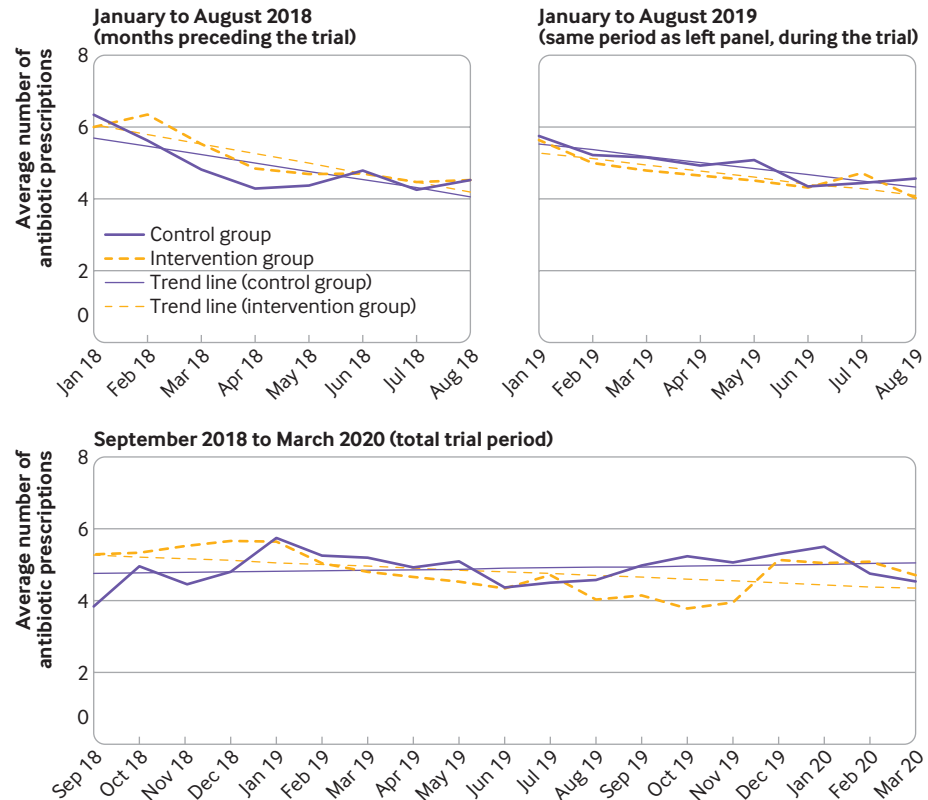 January to August 2018
(months preceding the trial)
Average number of
antibiotic prescriptions
8
6
4
2
0
Control group
Intervention group
Trend line (control group)
Trend line (intervention group)
Jan 18
Feb 18
Mar 18
Apr 18
May 18
Jun 18
Jul 18
Aug 18
January to August 2019
(same period as left panel, during the trial)
Jan 19
Feb 19
Mar 19
Apr 19
May 19
Jun 19
Jul 19
Aug 19
September 2018 to March 2020 (total trial period)
Average number of
antibiotic prescriptions
8
6
4
2
0
Sep 18
Oct 18
Nov 18
Dec 18
Jan 19
Feb 19
Mar 19
Apr 19
May 19
Jun 19
Jul 19
Aug 19
Sep 19
Oct 19
Nov 19
Dec 19
Jan 20
Feb 20
Mar 20